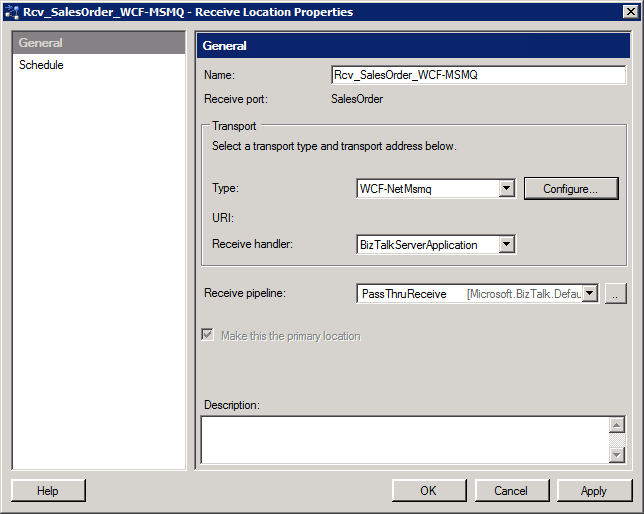 Rcv_SalesOrder_WCF-MSMQ - Receive Location Properties
General
Schedule
General
Name: Rcv_SalesOrder_WCF-MSMQ
Receive port: SalesOrder
Transport
Select a transport type and transport address below.
Type: WCF-NetMsmq Configure...
URI:
Receive handler: BizTalkServerApplication
Receive pipeline: PassThruReceive [Microsoft.BizTalk.Defau ..
Make this the primary location
Description:
Help OK Cancel Apply